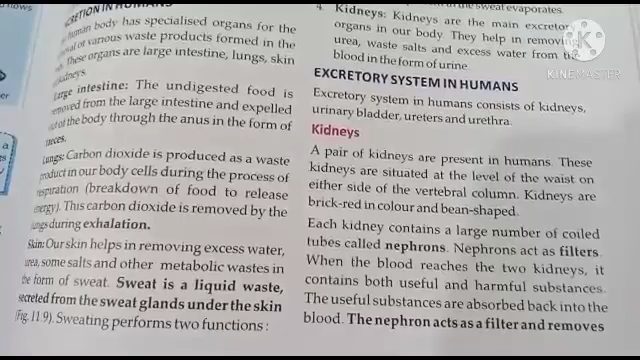 CRETION IN HUMANS
human body has specialised organs for the
of various waste products formed in the
These organs are large intestine, lungs, skin
kidneys.
Large intestine: The undigested food is
removed from the large intestine and expelled
out of the body through the anus in the form of
faeces.
Lungs: Carbon dioxide is produced as a waste
product in our body cells during the process of
respiration (breakdown of food to release
energy). This carbon dioxide is removed by the
lungs during exhalation.
Skin: Our skin helps in removing excess water,
urea, some salts and other metabolic wastes in
the form of sweat. Sweat is a liquid waste,
secreted from the sweat glands under the skin
(Fig. 11.9). Sweating performs two functions :
the sweat evaporates.
4. Kidneys: Kidneys are the main excretory
organs in our body. They help in removing
urea, waste salts and excess water from the
blood in the form of urine.
EXCRETORY SYSTEM IN HUMANS
Excretory system in humans consists of kidneys,
urinary bladder, ureters and urethra.
Kidneys
A pair of kidneys are present in humans. These
kidneys are situated at the level of the waist on
either side of the vertebral column. Kidneys are
brick-red in colour and bean-shaped.
Each kidney contains a large number of coiled
tubes called nephrons. Nephrons act as filters.
When the blood reaches the two kidneys, it
contains both useful and harmful substances.
The useful substances are absorbed back into the
blood. The nephron acts as a filter and removes
KINEMASTER